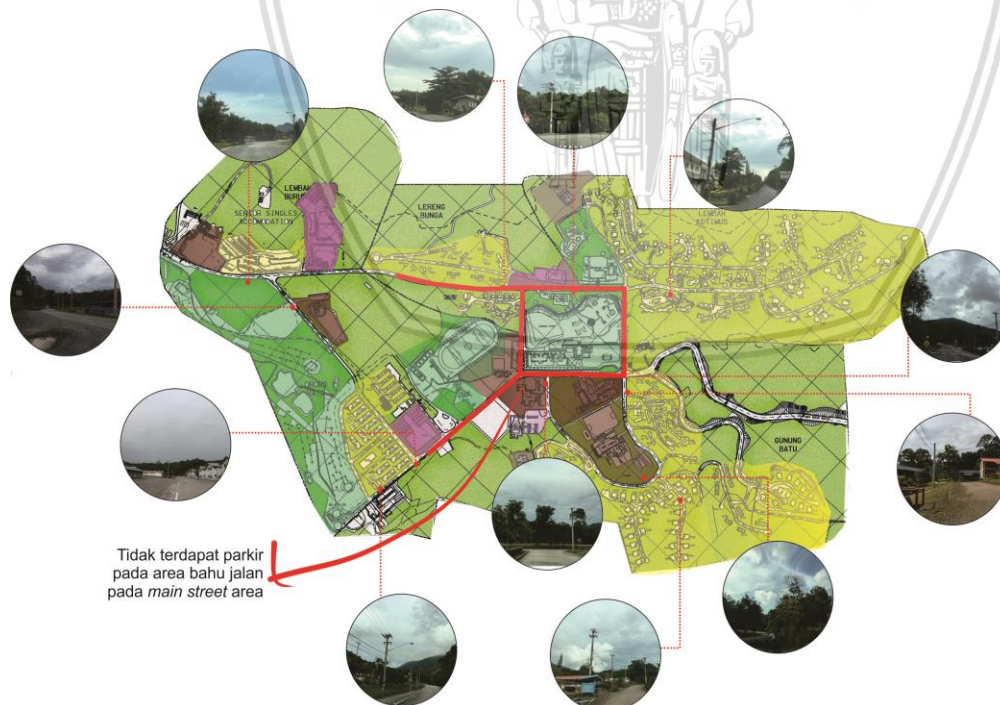 LEMBAH
BURUNG
SENIOR SINGLES
ACCOMODATION
LERENG
BUNGA
LEMBAH
GUNUNG
BATU
Tidak terdapat parkir
pada area bahu jalan
pada main street area